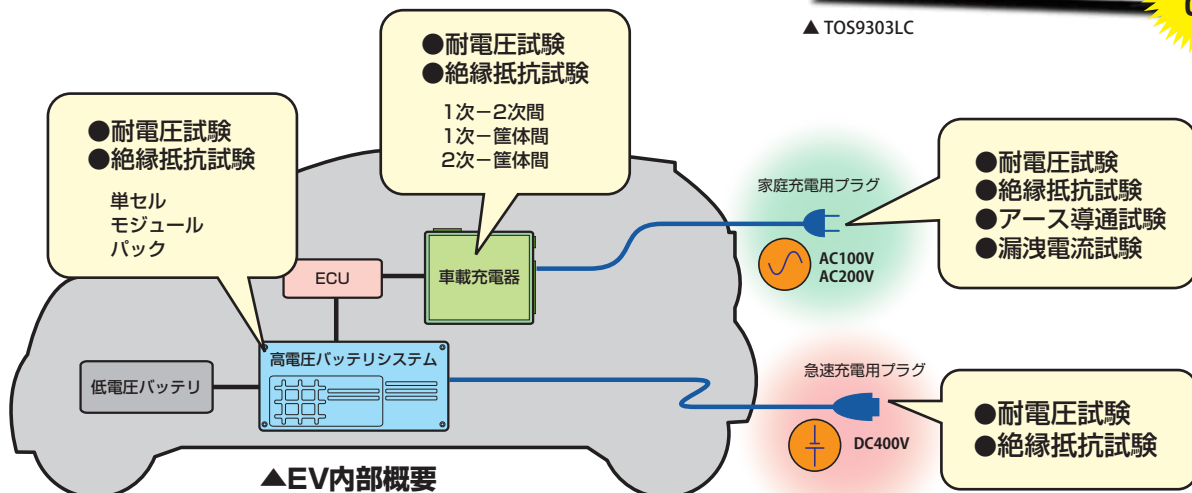 ▲ TOS9303LC
●耐電圧試験
●絶縁抵抗試験
1次－2次間
1次－筐体間
2次－筐体間
●耐電圧試験
●絶縁抵抗試験
単セル
モジュール
パック
家庭充電用プラグ
AC100V
AC200V
●耐電圧試験
●絶縁抵抗試験
●アース導通試験
●漏洩電流試験
ECU
車載充電器
高電圧バッテリシステム
低電圧バッテリ
急速充電用プラグ
DC400V
●耐電圧試験
●絶縁抵抗試験
▲EV内部概要